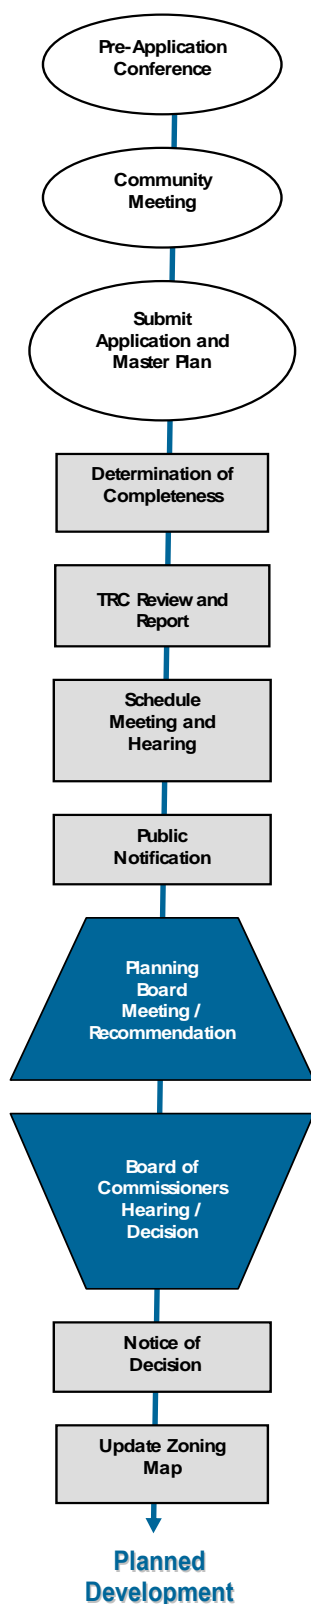 Pre-Application
Conference
Community
Meeting
Submit
Application and
Master Plan
Determination of
Completeness
TRC Review and
Report
Schedule
Meeting and
Hearing
Public
Notification
Planning
Board
Meeting /
Recommendation
Board of
Commissioners
Hearing /
Decision
Notice of
Decision
Update Zoning
Map
Planned
Development